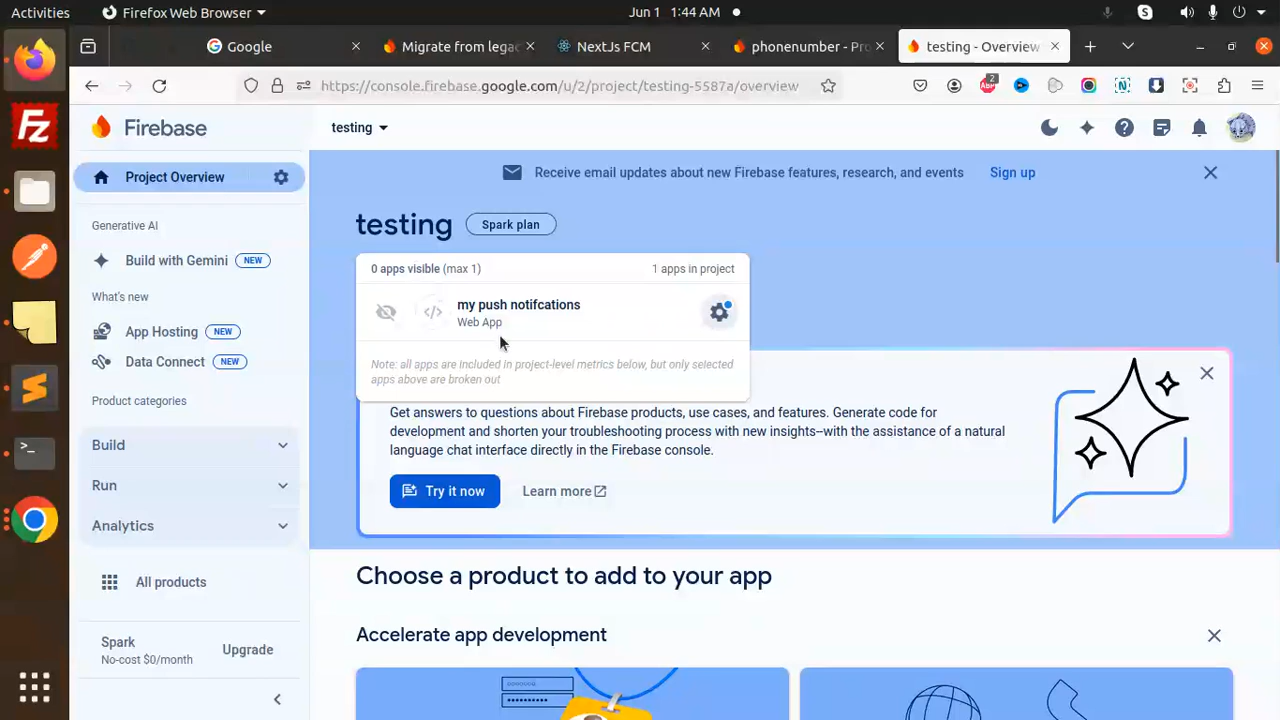 Activities
Firefox Web Browser
Jun 1 1:44 AM
Google
Migrate from legac
NextJs FCM
phonenumber - Pro
testing - Overview
https://console.firebase.google.com/u/2/project/testing-5587a/overview
2
Firebase
testing
Project Overview
Receive email updates about new Firebase features, research, and events
Sign up
testing
Spark plan
Generative AI
Build with Gemini
NEW
0 apps visible (max 1)
1 apps in project
What's new
my push notifcations
Web App
App Hosting
NEW
Data Connect
NEW
Note: all apps are included in project-level metrics below, but only selected
apps above are broken out
Product categories
Get answers to questions about Firebase products, use cases, and features. Generate code for
development and shorten your troubleshooting process with new insights—with the assistance of a natural
language chat interface directly in the Firebase console.
Build
Run
Analytics
Try it now
Learn more
All products
Choose a product to add to your app
Spark
No-cost $0/month
Upgrade
Accelerate app development